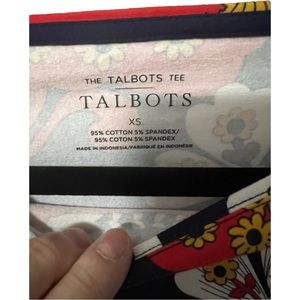 THE TALBOTS TEE
TALBOTS
XS
95% COTTON 5% SPANDEX/
95% COTON 5% SPANDEX
MADE IN INDONESIA/FABRIQUÉ EN INDONÉSIE